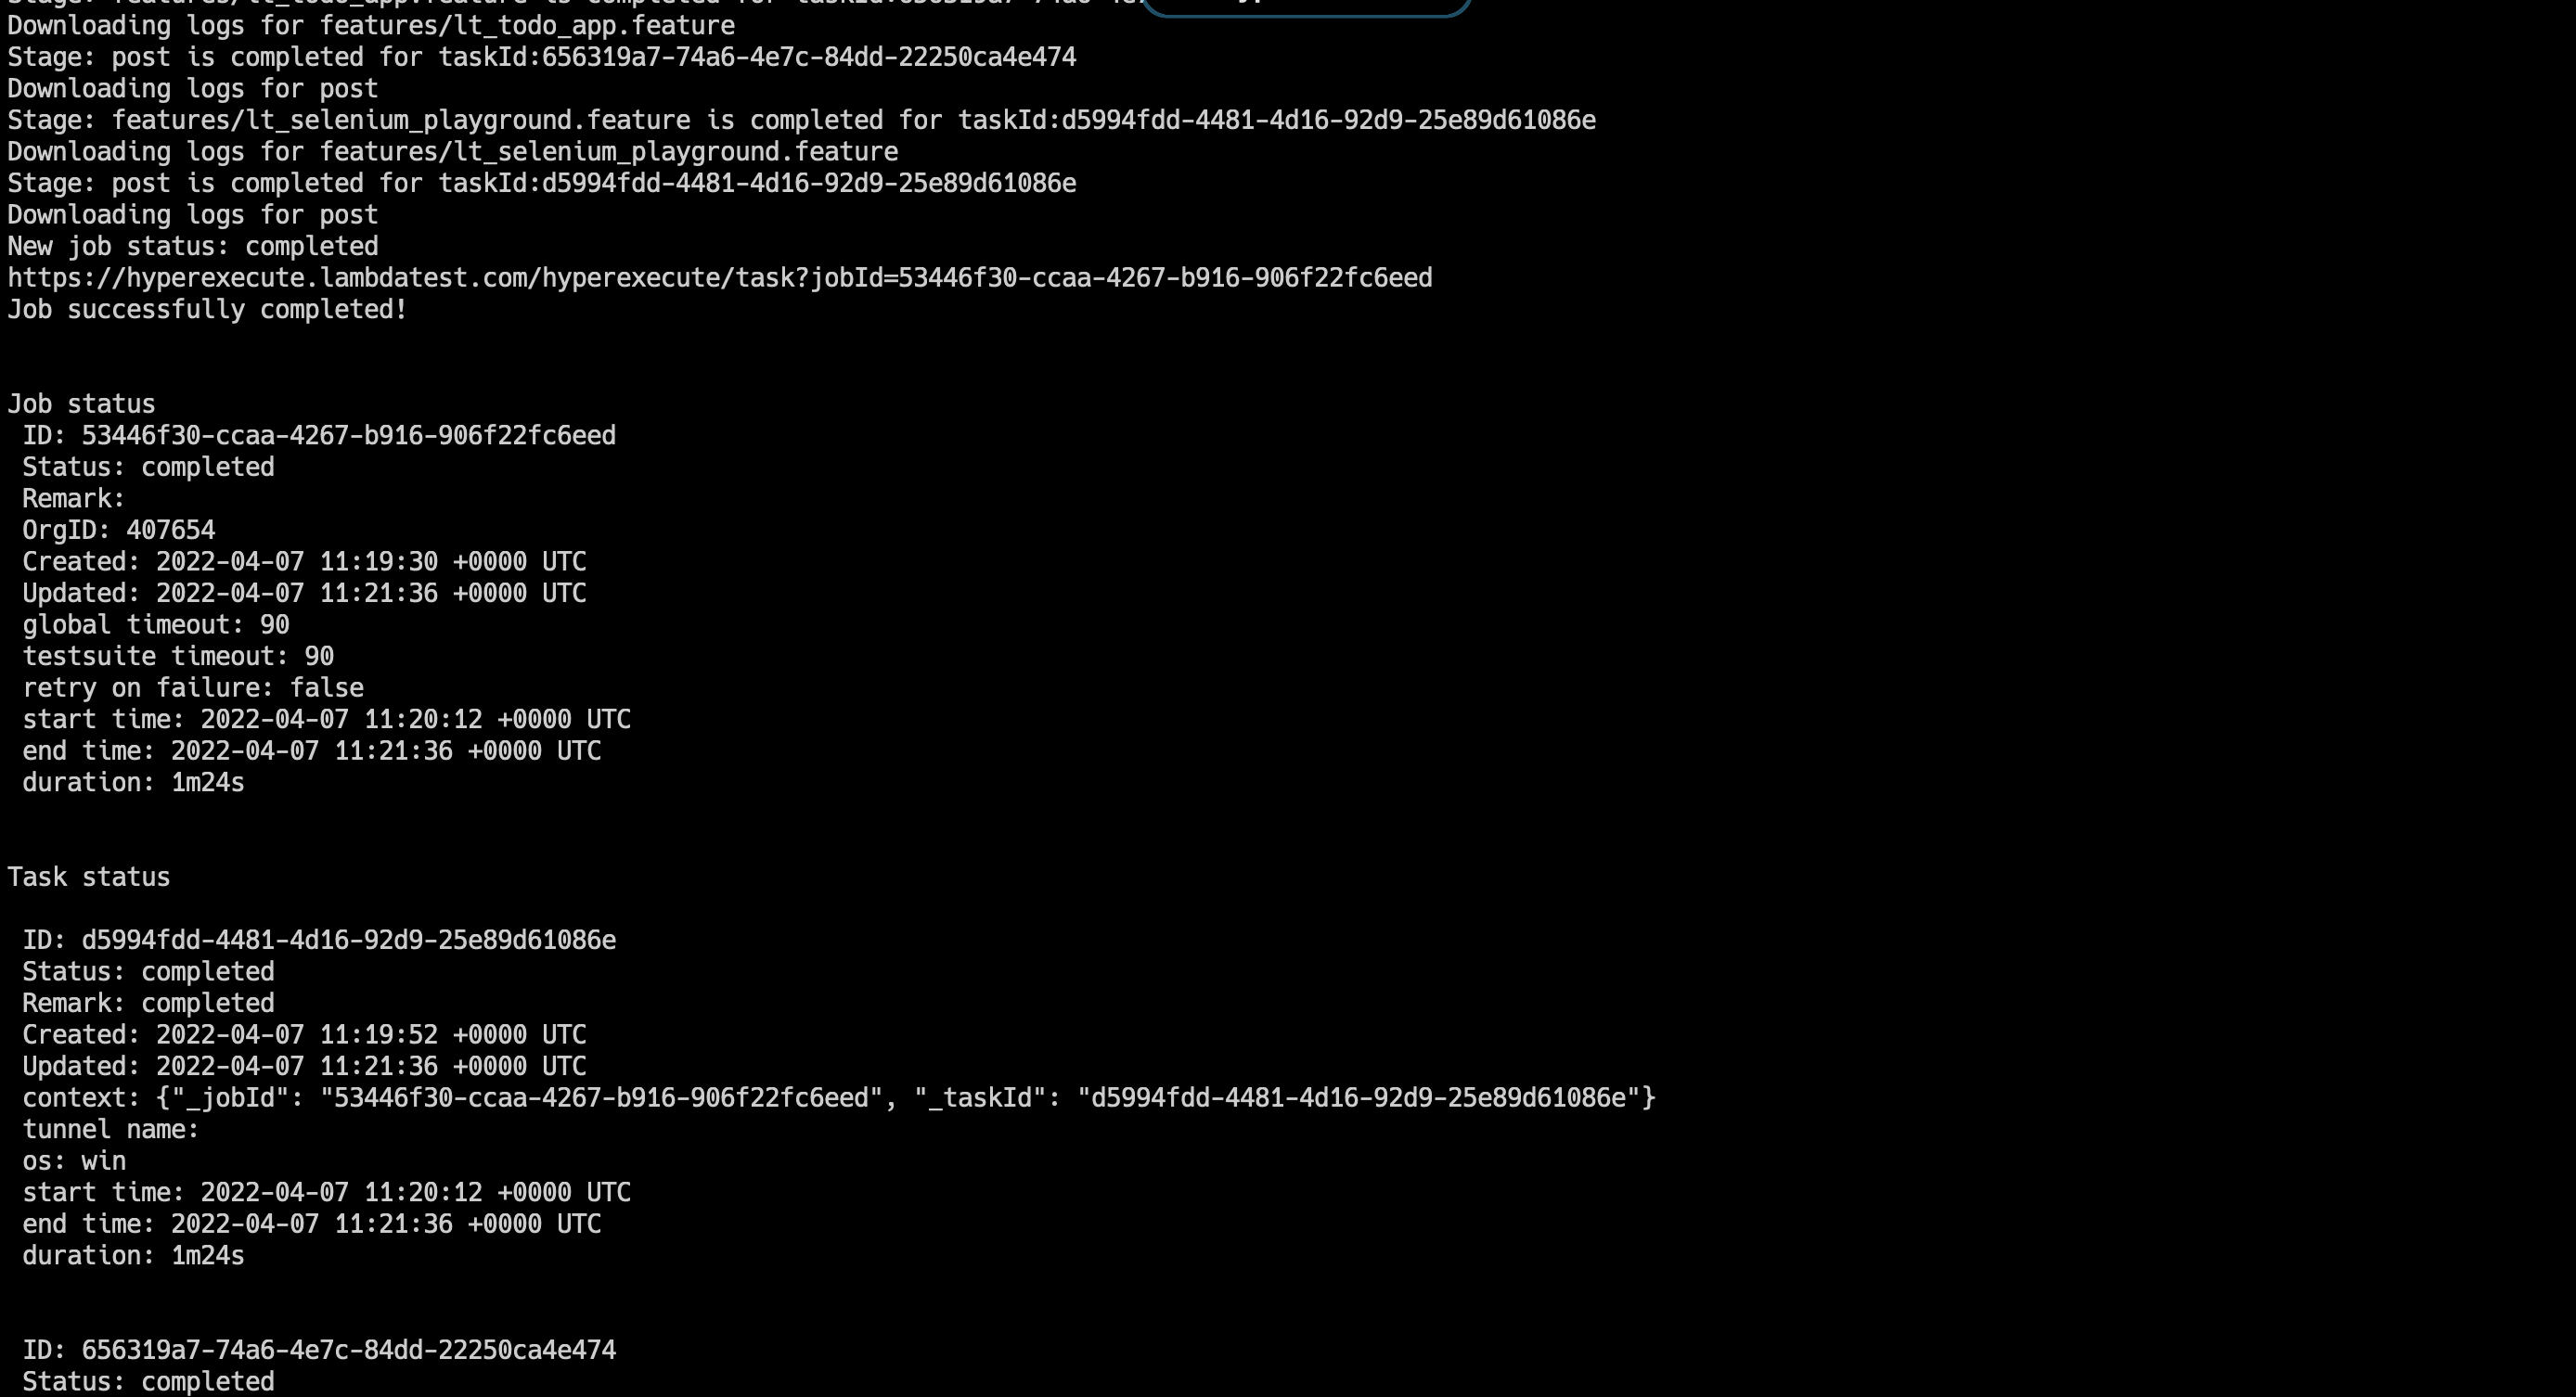 Stage: features/lt_todo_app.feature is completed for
Downloading logs for features/lt_todo_app.feature
Stage: post is completed for taskId:656319a7-74a6-4e7c-84dd-22250ca4e474
Downloading logs for post
Stage: features/lt_selenium_playground.feature is completed for taskId:d5994fdd-4481-4d16-92d9-25e89d61086e
Downloading logs for features/lt_selenium_playground.feature
Stage: post is completed for taskId:d5994fdd-4481-4d16-92d9-25e89d61086e
Downloading logs for post
New job status: completed
https://hyperexecute.lambdatest.com/hyperexecute/task?jobId=53446f30-ccaa-4267-b916-906f22fc6eed
Job successfully completed!
Job status
ID: 53446f30-ccaa-4267-b916-906f22fc6eed
Status: completed
Remark:
OrgID: 407654
Created: 2022-04-07 11:19:30 +0000 UTC
Updated: 2022-04-07 11:21:36 +0000 UTC
global timeout: 90
testsuite timeout: 90
retry on failure: false
start time: 2022-04-07 11:20:12 +0000 UTC
end time: 2022-04-07 11:21:36 +0000 UTC
duration: 1m24s
Task status
ID: d5994fdd-4481-4d16-92d9-25e89d61086e
Status: completed
Remark: completed
Created: 2022-04-07 11:19:52 +0000 UTC
Updated: 2022-04-07 11:21:36 +0000 UTC
context: {"_jobId": "53446f30-ccaa-4267-b916-906f22fc6eed", "_taskId": "d5994fdd-4481-4d16-92d9-25e89d61086e"}
tunnel name:
os: win
start time: 2022-04-07 11:20:12 +0000 UTC
end time: 2022-04-07 11:21:36 +0000 UTC
duration: 1m24s
ID: 656319a7-74a6-4e7c-84dd-22250ca4e474
Status: completed